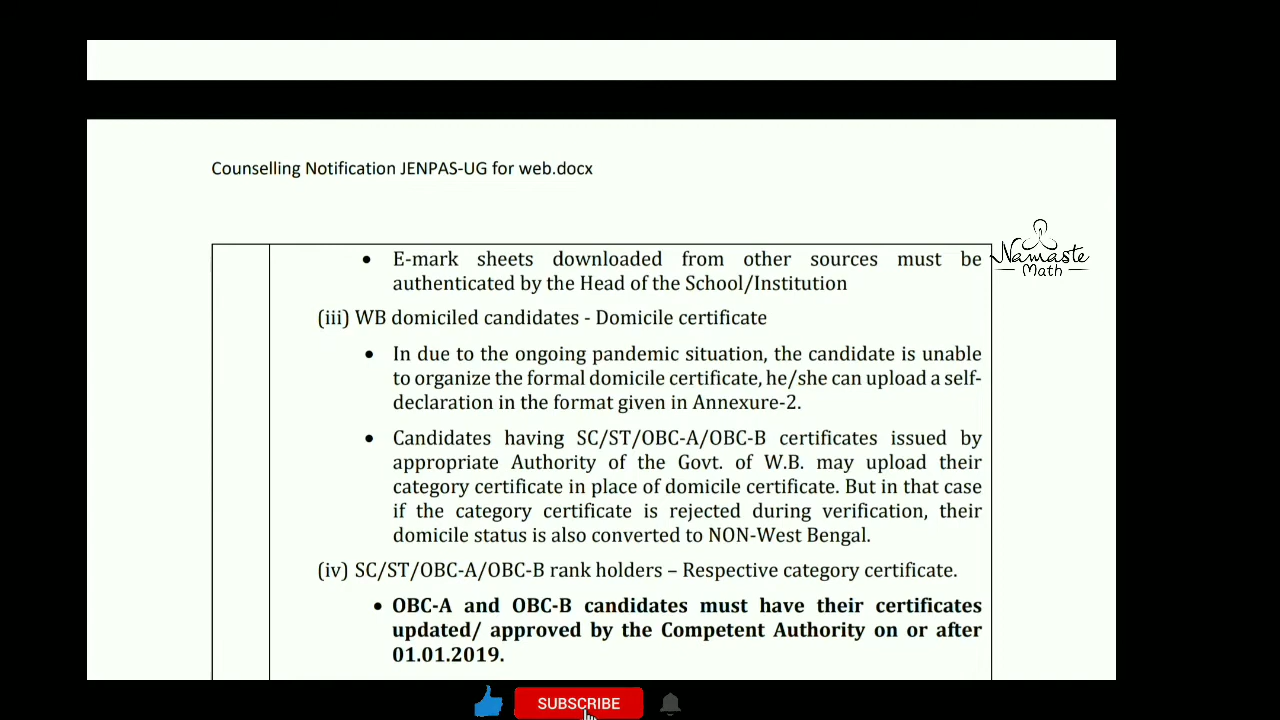 Counselling Notification JENPAS-UG for web.docx
Namaste
Math
• E-mark sheets downloaded from other sources must be
authenticated by the Head of the School/Institution
(iii) WB domiciled candidates - Domicile certificate
• In due to the ongoing pandemic situation, the candidate is unable
to organize the formal domicile certificate, he/she can upload a self-
declaration in the format given in Annexure-2.
• Candidates having SC/ST/OBC-A/OBC-B certificates issued by
appropriate Authority of the Govt. of W.B. may upload their
category certificate in place of domicile certificate. But in that case
if the category certificate is rejected during verification, their
domicile status is also converted to NON-West Bengal.
(iv) SC/ST/OBC-A/OBC-B rank holders – Respective category certificate.
• OBC-A and OBC-B candidates must have their certificates
updated/ approved by the Competent Authority on or after
01.01.2019.
SUBSCRIBE